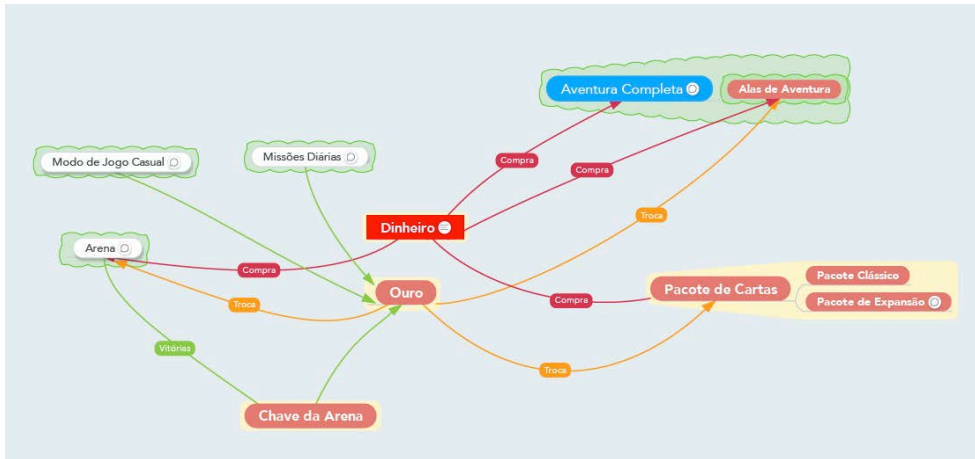 Aventura Completa
Alas de Aventura
Modo de Jogo Casual
Missões Diárias
Compra
Compra
Troca
Dinheiro
Arena
Compra
Pacote Clássico
Pacote de Cartas
Ouro
Compra
Pacote de Expansão
Troca
Vitórias
Troca
Chave da Arena